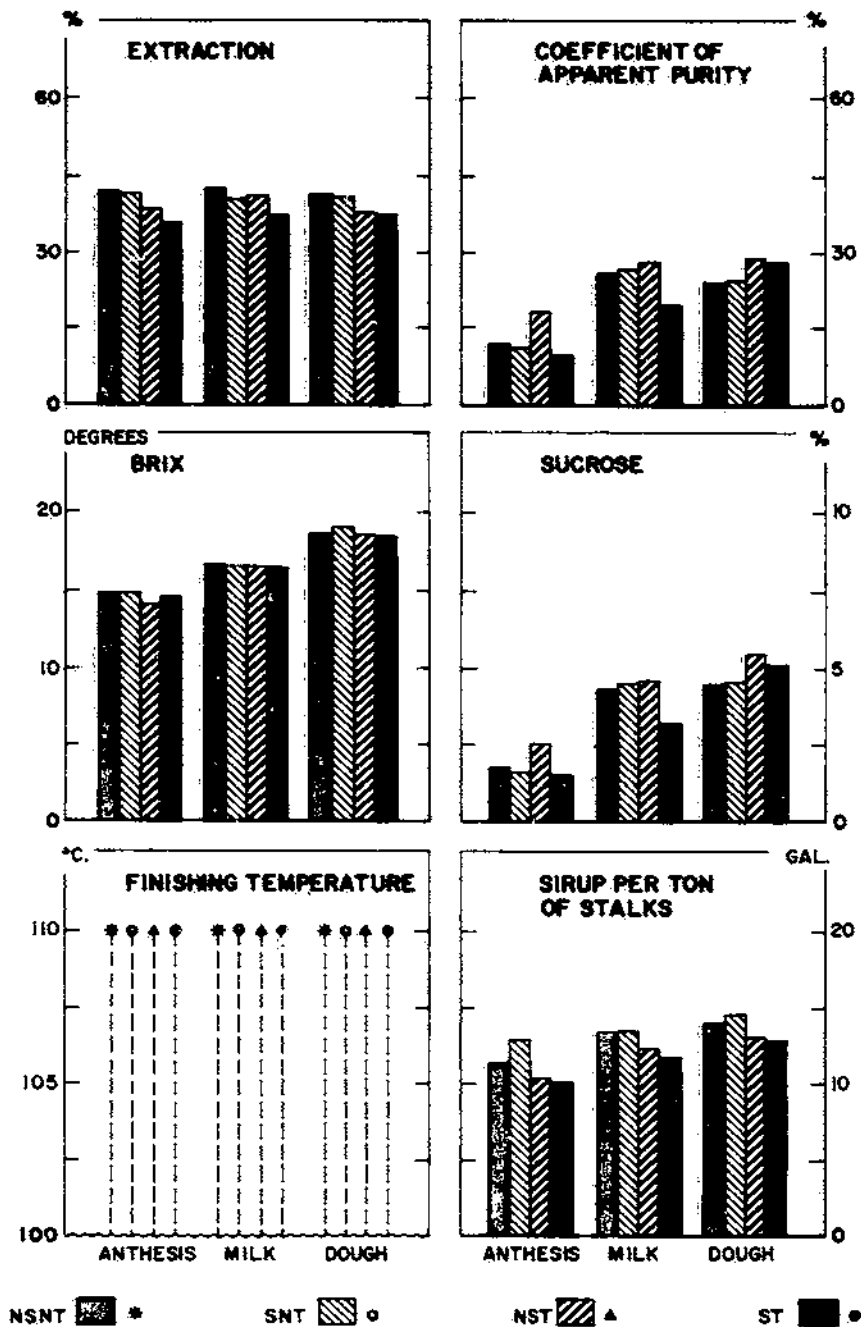 %
EXTRACTION
60
30
0
%
COEFFICIENT OF
APPARENT PURITY
60
30
0
DEGREES
BRIX
20
10
0
%
SUCROSE
10
5
0
°C.
FINISHING TEMPERATURE
110
105
100
ANTHESIS MILK DOUGH
GAL.
SIRUP PER TON
OF STALKS
20
10
0
ANTHESIS MILK DOUGH
NSNT SNT NST ST